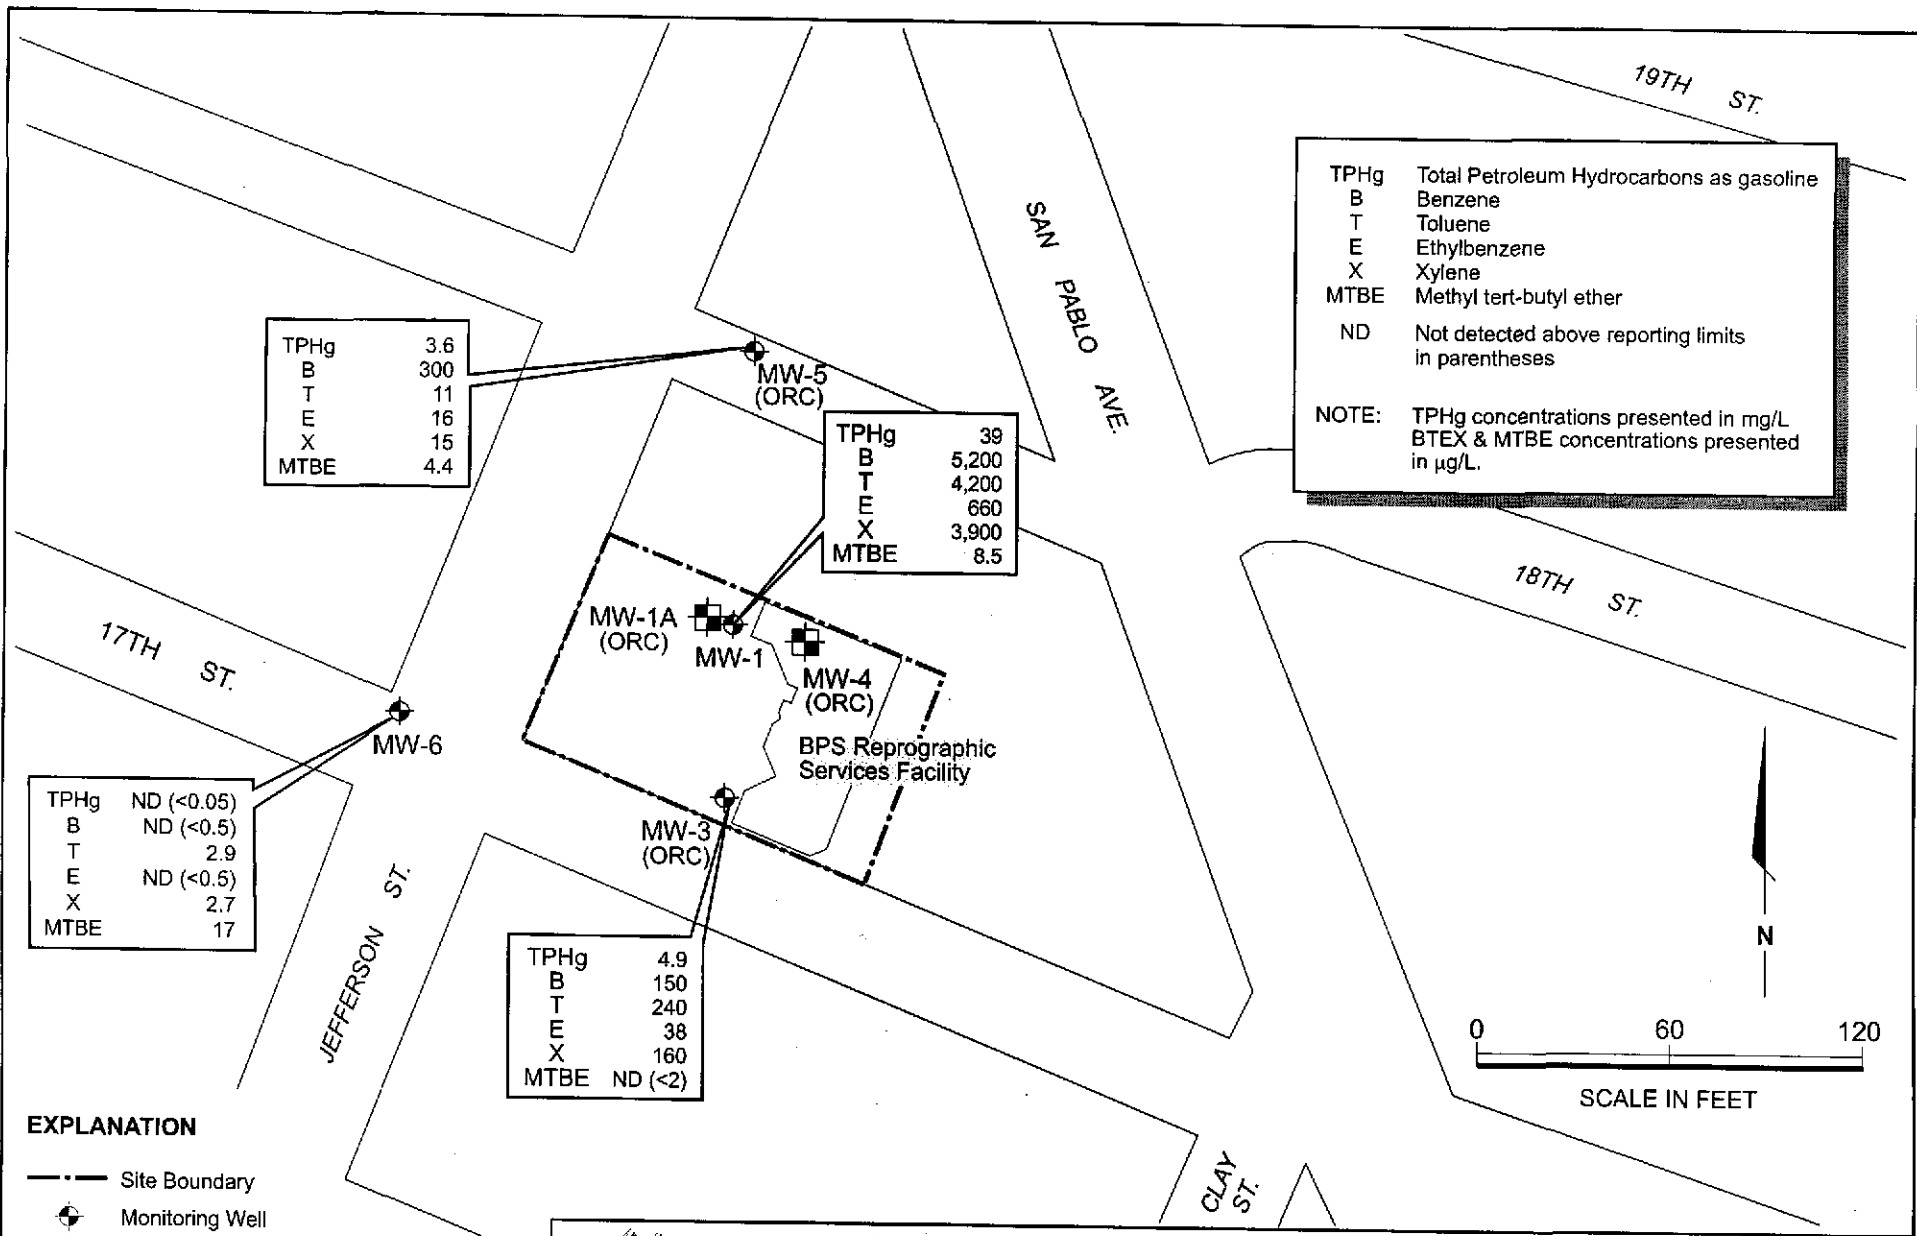 19TH ST.
TPHg Total Petroleum Hydrocarbons as gasoline
B Benzene
T Toluene
E Ethylbenzene
X Xylene
MTBE Methyl tert-butyl ether
ND Not detected above reporting limits
in parentheses
NOTE: TPHg concentrations presented in mg/L
BTEX & MTBE concentrations presented
in µg/L.
SAN PABLO AVE.
TPHg 3.6
B 300
T 11
E 16
X 15
MTBE 4.4
MW-5
(ORC)
TPHg 39
B 5,200
T 4,200
E 660
X 3,900
MTBE 8.5
18TH ST.
17TH ST.
MW-1A
(ORC)
MW-1
MW-4
(ORC)
MW-6
BPS Reprographic
Services Facility
TPHg ND (<0.05)
B ND (<0.5)
T 2.9
E ND (<0.5)
X 2.7
MTBE 17
MW-3
(ORC)
JEFFERSON ST.
TPHg 4.9
B 150
T 240
E 38
X 160
MTBE ND (<2)
N
0 60 120
SCALE IN FEET
CLAY
ST.
EXPLANATION
Site Boundary
Monitoring Well